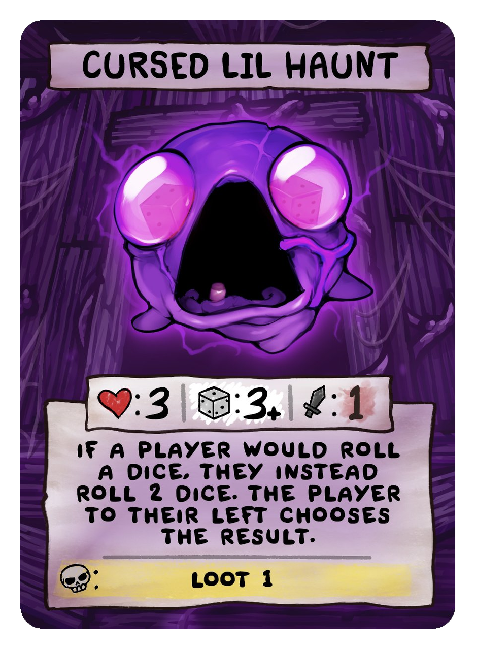 CURSED LIL HAUNT
:3 :3+ :1
IF A PLAYER WOULD ROLL
A DICE, THEY INSTEAD
ROLL 2 DICE. THE PLAYER
TO THEIR LEFT CHOOSES
THE RESULT.
: LOOT 1